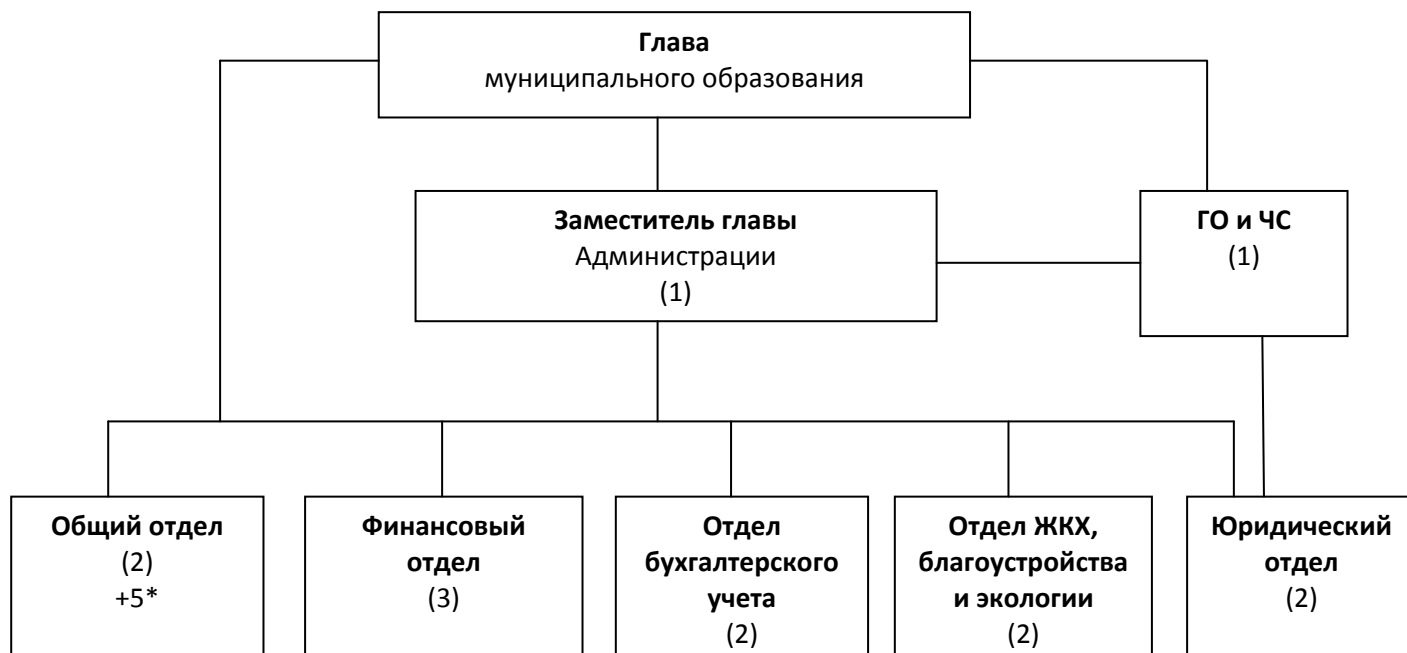 Глава
муниципального образования
Заместитель главы
Администрации
(1)
ГО и ЧС
(1)
Общий отдел
(2)
+5*
Финансовый
отдел
(3)
Отдел
бухгалтерского
учета
(2)
Отдел ЖКХ,
благоустройства
и экологии
(2)
Юридический
отдел
(2)